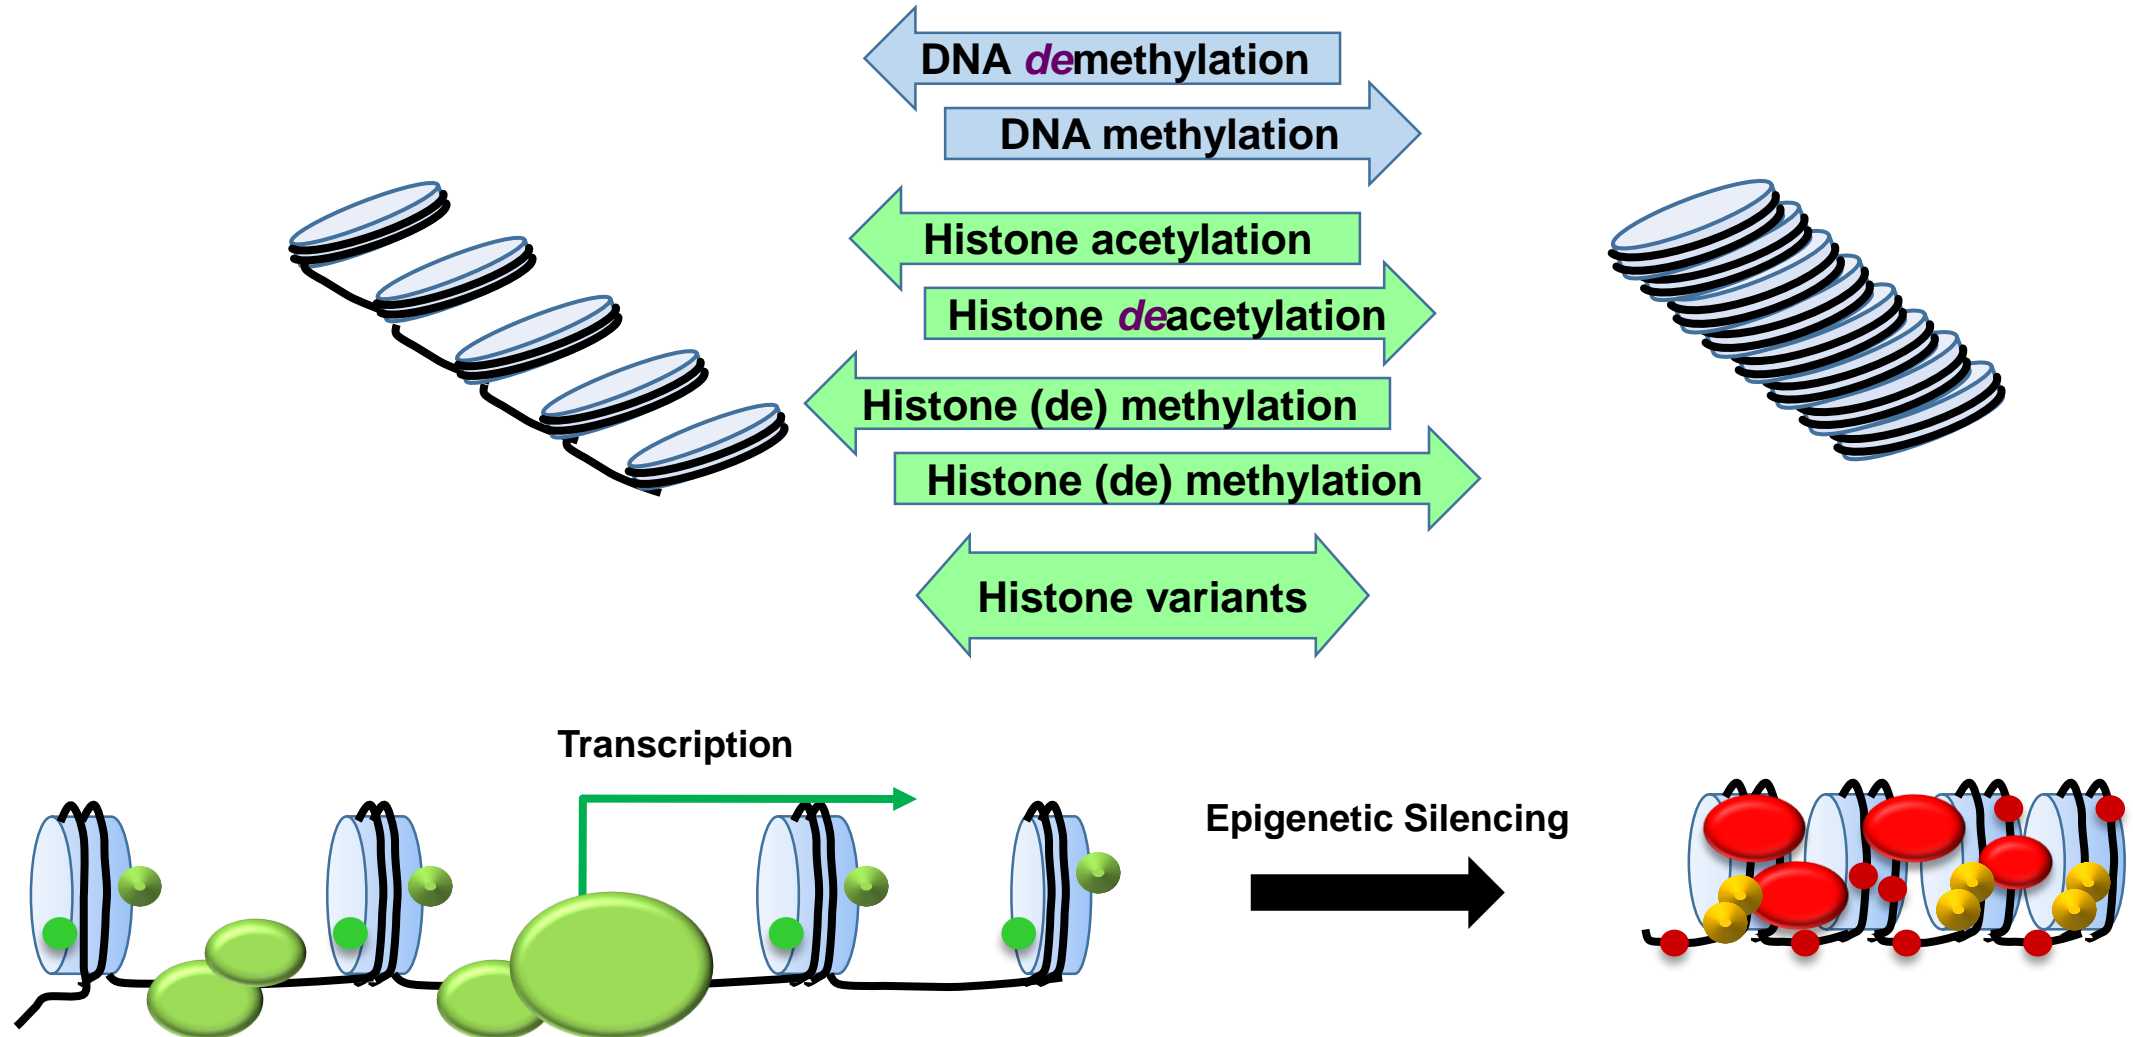 DNA demethylation
DNA methylation
Histone acetylation
Histone deacetylation
Histone (de) methylation
Histone (de) methylation
Histone variants
Transcription
Epigenetic Silencing